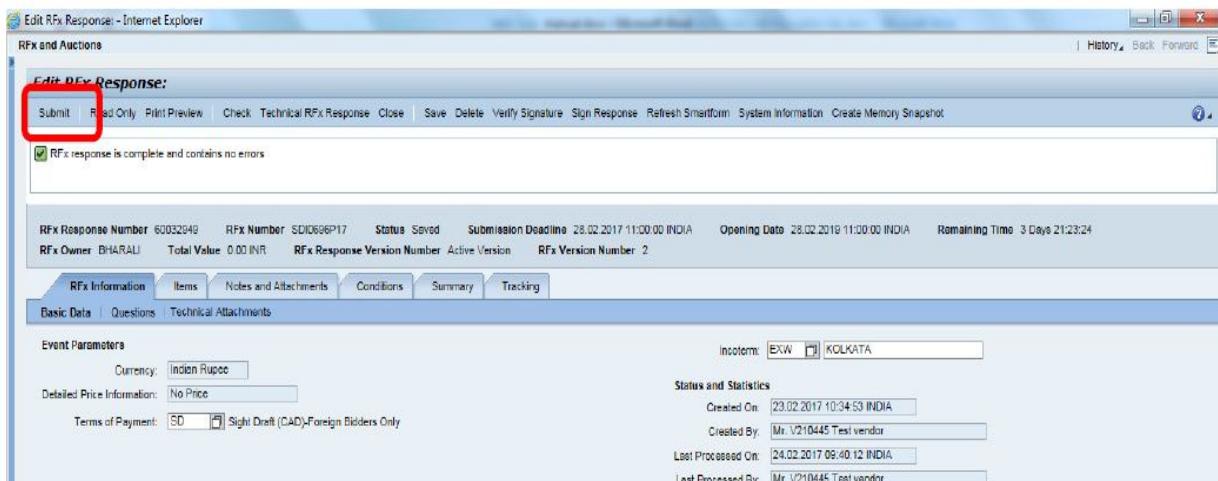 Edit RFx Response: - Internet Explorer
RFx and Auctions
History Back Forward
Edit RFx Response:
Submit Read Only Print Preview Check Technical RFx Response Close Save Delete Verify Signature Sign Response Refresh Smartform System Information Create Memory Snapshot
RFx response is complete and contains no errors
RFx Response Number 60032949 RFx Number SDI0696P17 Status Saved Submission Deadline 28.02.2017 11:00:00 INDIA Opening Date 28.02.2019 11:00:00 INDIA Remaining Time 3 Days 21:23:24
RFx Owner BHARALI Total Value 0.00 INR RFx Response Version Number Active Version RFx Version Number 2
RFx Information Items Notes and Attachments Conditions Summary Tracking
Basic Data Questions Technical Attachments
Event Parameters
Currency: Indian Rupee
Detailed Price Information: No Price
Terms of Payment: SD Sight Draft (CAD)-Foreign Bidders Only
Incoterm: EXW KOLKATA
Status and Statistics
Created On: 23.02.2017 10:34:53 INDIA
Created By: Mr. V210445 Test vendor
Last Processed On: 24.02.2017 09:40:12 INDIA
Last Processed By: Mr. V210445 Test vendor